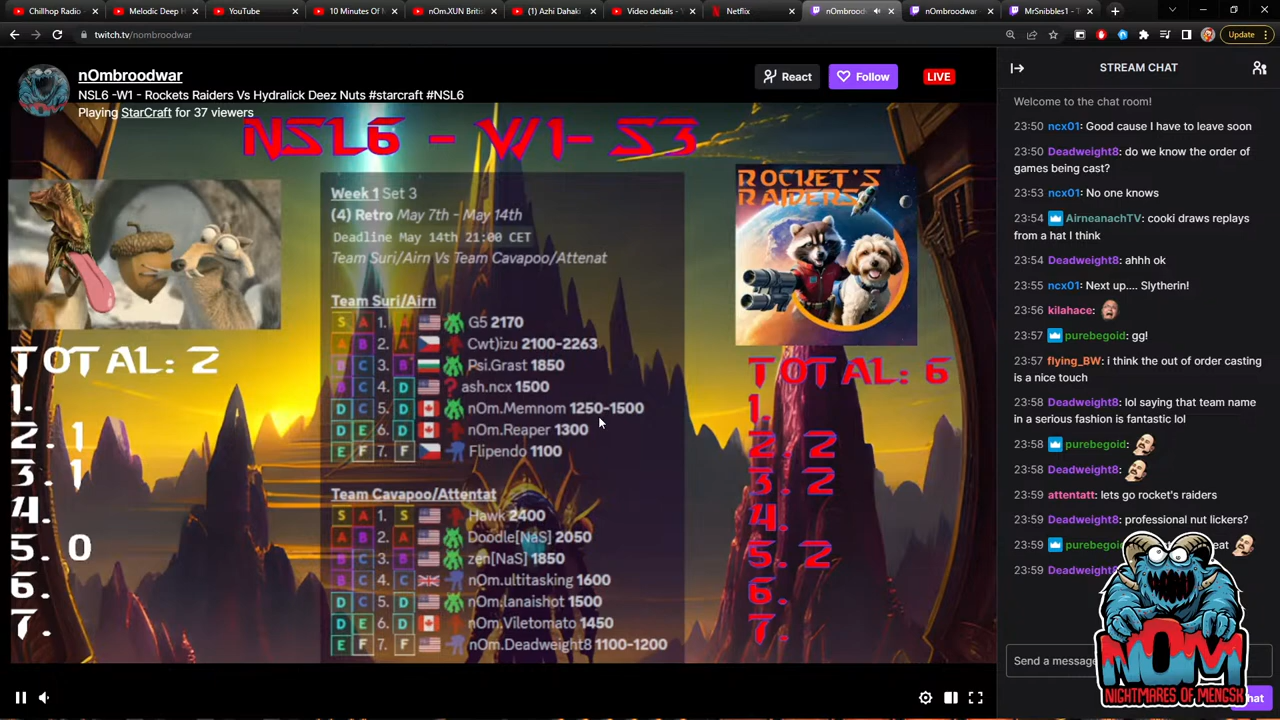 Chillhop Radio
Melodic Deep H
YouTube
10 Minutes Of M
nOm.XUN Briti
(1) Azhi Dahaki
Video details -
Netflix
nOmbrood
nOmbroodwar
MrSnibbles1 - T
twitch.tv/nombroodwar
Update
nOmbroodwar
NSL6 -W1 - Rockets Raiders Vs Hydralick Deez Nuts #starcraft #NSL6
Playing StarCraft for 37 viewers
React
Follow
LIVE
NSL6 - W1- S3
Week 1 Set 3
(4) Retro May 7th - May 14th
Deadline May 14th 21:00 CET
Team Suri/Airn Vs Team Cavapoo/Attenat
Team Suri/Airn
S A 1. A G5 2170
A B 2. A Cwt)izu 2100-2263
B C 3. B Psi.Grast 1850
B C 4. D ? ash.ncx 1500
D C 5. D nOm.Memnom 1250-1500
D E 6. D nOm.Reaper 1300
E F 7. F Flipendo 1100
Team Cavapoo/Attentat
S A 1. S Hawk 2400
A B 2. A Doodle[NaS] 2050
B C 3. B zen[NaS] 1850
B C 4. C nOm.ultitasking 1600
D C 5. D nOm.lanaishot 1500
D E 6. D nOm.Viletomato 1450
E F 7. F nOm.Deadweight8 1100-1200
TOTAL: 2
1.
2. 1
3. 1
4.
5. 0
6.
7.
ROCKET'S
RAIDERS
TOTAL: 6
1.
2. 2
3. 2
4.
5. 2
6.
7.
STREAM CHAT
Welcome to the chat room!
23:50 ncx01: Good cause I have to leave soon
23:50 Deadweight8: do we know the order of
games being cast?
23:53 ncx01: No one knows
23:54 AirneanachTV: cooki draws replays
from a hat I think
23:54 Deadweight8: ahhh ok
23:55 ncx01: Next up.... Slytherin!
23:56 kilahace:
23:57 purebegoid: gg!
23:57 flying_BW: i think the out of order casting
is a nice touch
23:58 Deadweight8: lol saying that team name
in a serious fashion is fantastic lol
23:58 purebegoid:
23:58 Deadweight8:
23:59 attentatt: lets go rocket's raiders
23:59 Deadweight8: professional nut lickers?
23:59
23:59
Send a message
NOM
NIGHTMARES OF MENGSK